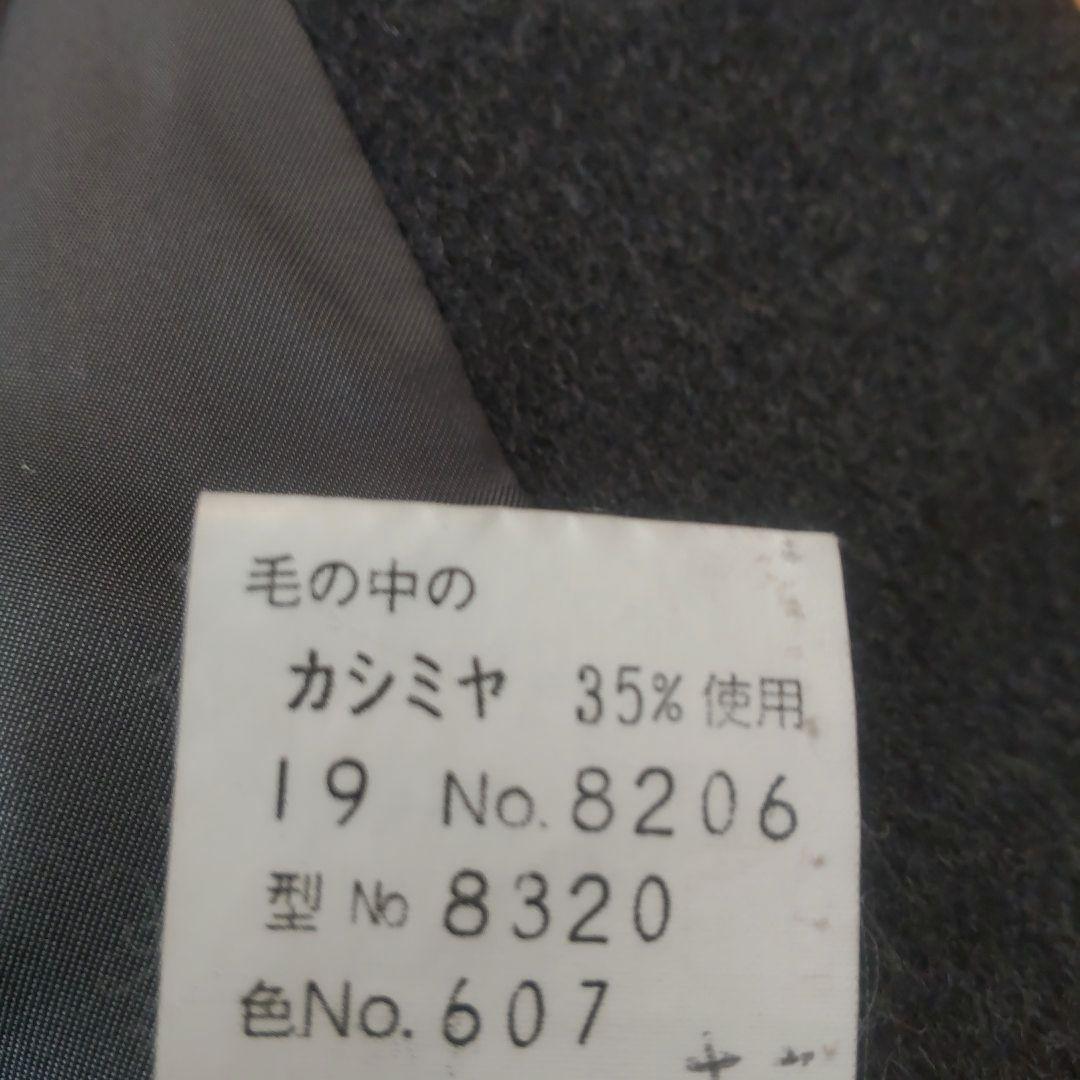 毛の中の
カシミヤ 35%使用
19 No.8206
型 No 8320
色No.607